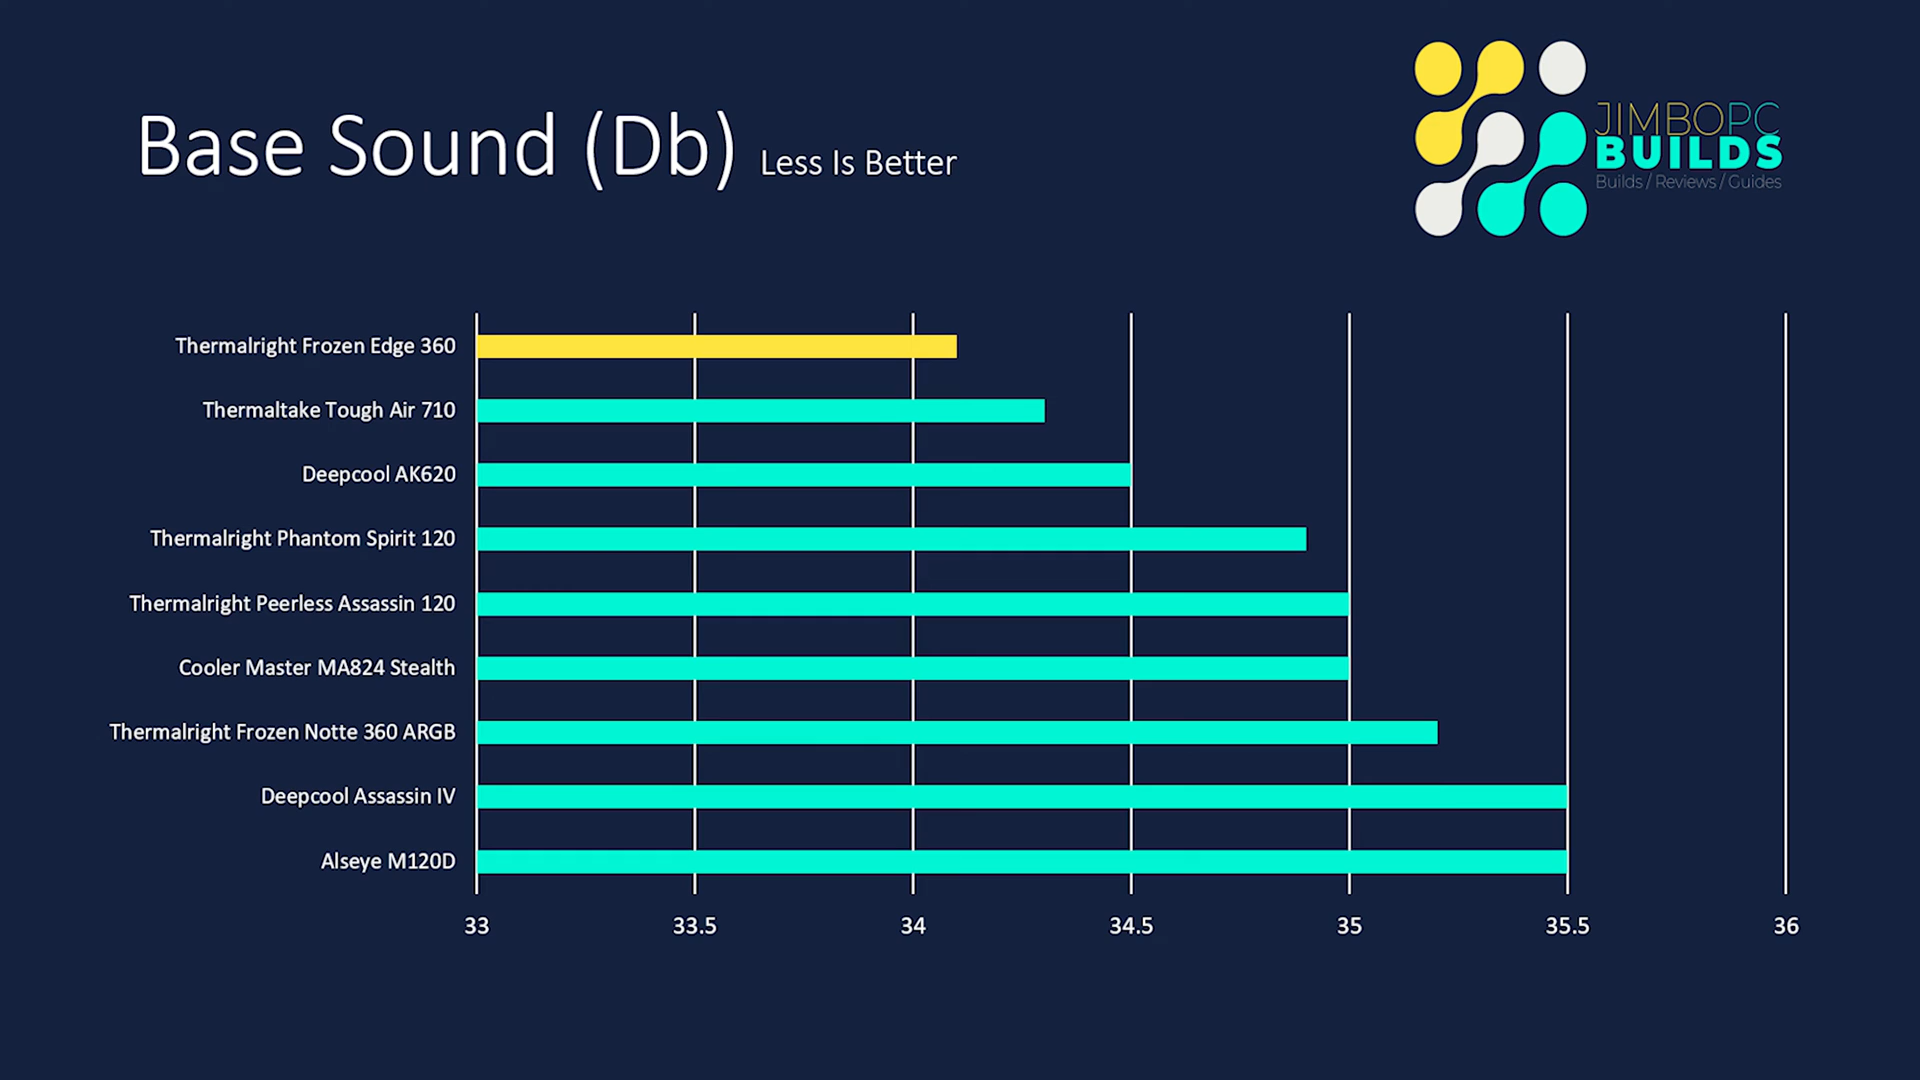 Base Sound (Db) Less Is Better
JIMBOPC
BUILDS
Builds / Reviews / Guides
Thermalright Frozen Edge 360
Thermaltake Tough Air 710
Deepcool AK620
Thermalright Phantom Spirit 120
Thermalright Peerless Assassin 120
Cooler Master MA824 Stealth
Thermalright Frozen Notte 360 ARGB
Deepcool Assassin IV
Alseye M120D
33 33.5 34 34.5 35 35.5 36